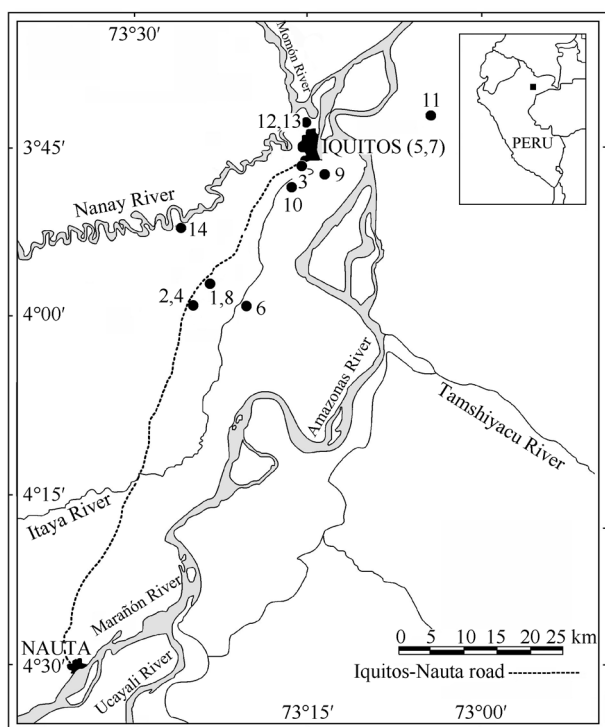 73°30'
Momón River
11
12,13
3°45'
IQUITOS (5,7)
PERU
3
9
Nanay River
10
14
2,4
1,8
6
4°00'
Amazonas River
Tamshiyacu River
4°15'
Itaya River
Marañón River
NAUTA
0 5 10 15 20 25 km
4°30'
Ucayali River
Iquitos-Nauta road
73°15'
73°00'